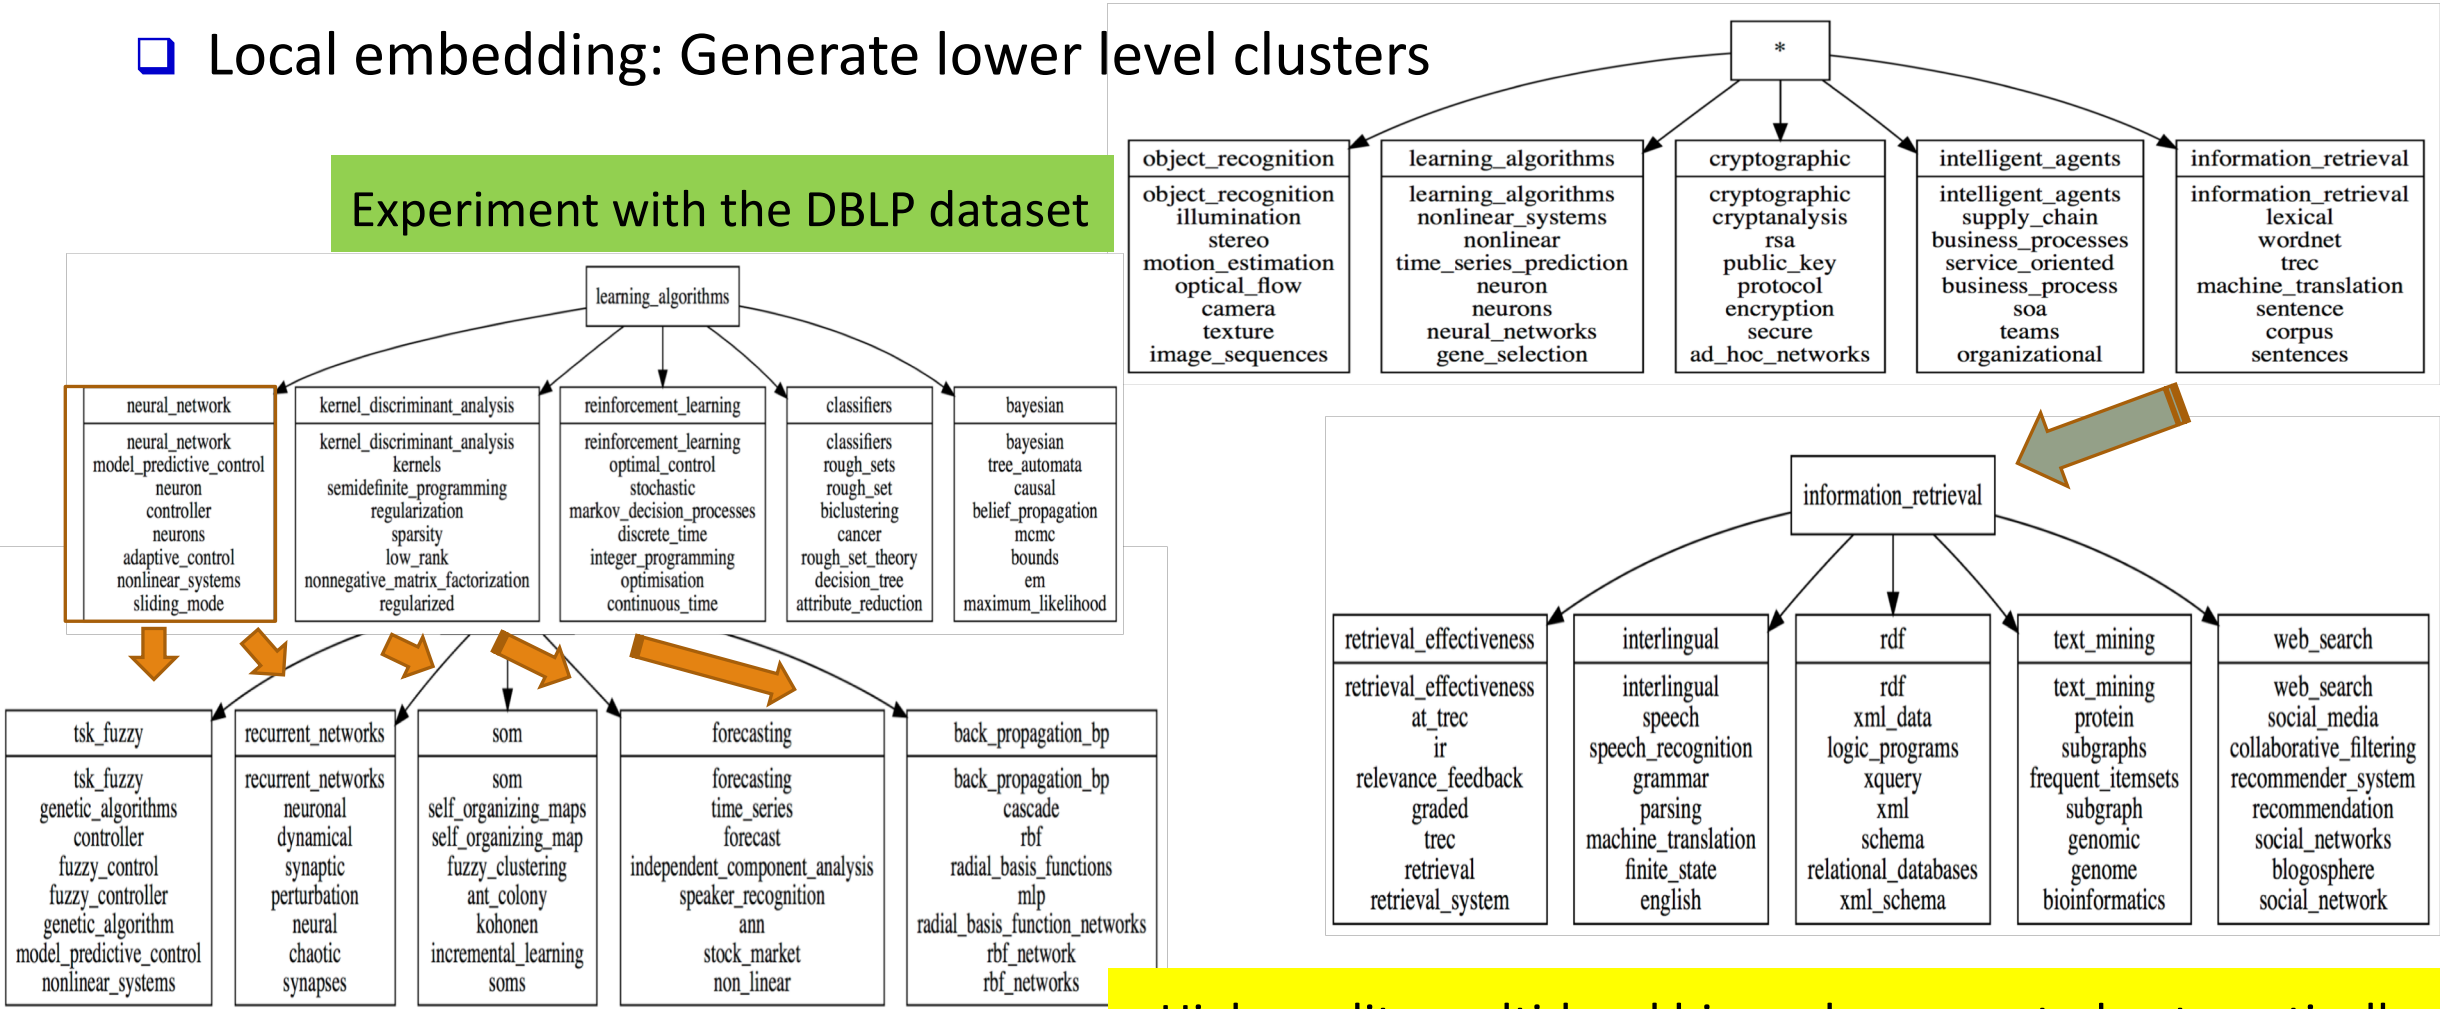 Local embedding: Generate lower level clusters
Experiment with the DBLP dataset
*
object_recognition
object_recognition
illumination
stereo
motion_estimation
optical_flow
camera
texture
image_sequences
learning_algorithms
learning_algorithms
nonlinear_systems
nonlinear
time_series_prediction
neuron
neurons
neural_networks
gene_selection
cryptographic
cryptographic
cryptanalysis
rsa
public_key
protocol
encryption
secure
ad_hoc_networks
intelligent_agents
intelligent_agents
supply_chain
business_processes
service_oriented
business_process
soa
teams
organizational
information_retrieval
information_retrieval
lexical
wordnet
trec
machine_translation
sentence
corpus
sentences
learning_algorithms
neural_network
neural_network
model_predictive_control
neuron
controller
neurons
adaptive_control
nonlinear_systems
sliding_mode
kernel_discriminant_analysis
kernel_discriminant_analysis
kernels
semidefinite_programming
regularization
sparsity
low_rank
nonnegative_matrix_factorization
regularized
reinforcement_learning
reinforcement_learning
optimal_control
stochastic
markov_decision_processes
discrete_time
integer_programming
optimisation
continuous_time
classifiers
classifiers
rough_sets
rough_set
biclustering
cancer
rough_set_theory
decision_tree
attribute_reduction
bayesian
bayesian
tree_automata
causal
belief_propagation
mcmc
bounds
em
maximum_likelihood
tsk_fuzzy
tsk_fuzzy
genetic_algorithms
controller
fuzzy_control
fuzzy_controller
genetic_algorithm
model_predictive_control
nonlinear_systems
recurrent_networks
recurrent_networks
neuronal
dynamical
synaptic
perturbation
neural
chaotic
synapses
som
som
self_organizing_maps
self_organizing_map
fuzzy_clustering
ant_colony
kohonen
incremental_learning
soms
forecasting
forecasting
time_series
forecast
independent_component_analysis
speaker_recognition
ann
stock_market
non_linear
back_propagation_bp
back_propagation_bp
cascade
rbf
radial_basis_functions
mlp
radial_basis_function_networks
rbf_network
rbf_networks
information_retrieval
retrieval_effectiveness
retrieval_effectiveness
at_trec
ir
relevance_feedback
graded
trec
retrieval
retrieval_system
interlingual
interlingual
speech
speech_recognition
grammar
parsing
machine_translation
finite_state
english
rdf
rdf
xml_data
logic_programs
xquery
xml
schema
relational_databases
xml_schema
text_mining
text_mining
protein
subgraphs
frequent_itemsets
subgraph
genomic
genome
bioinformatics
web_search
web_search
social_media
collaborative_filtering
recommender_system
recommendation
social_networks
blogosphere
social_network